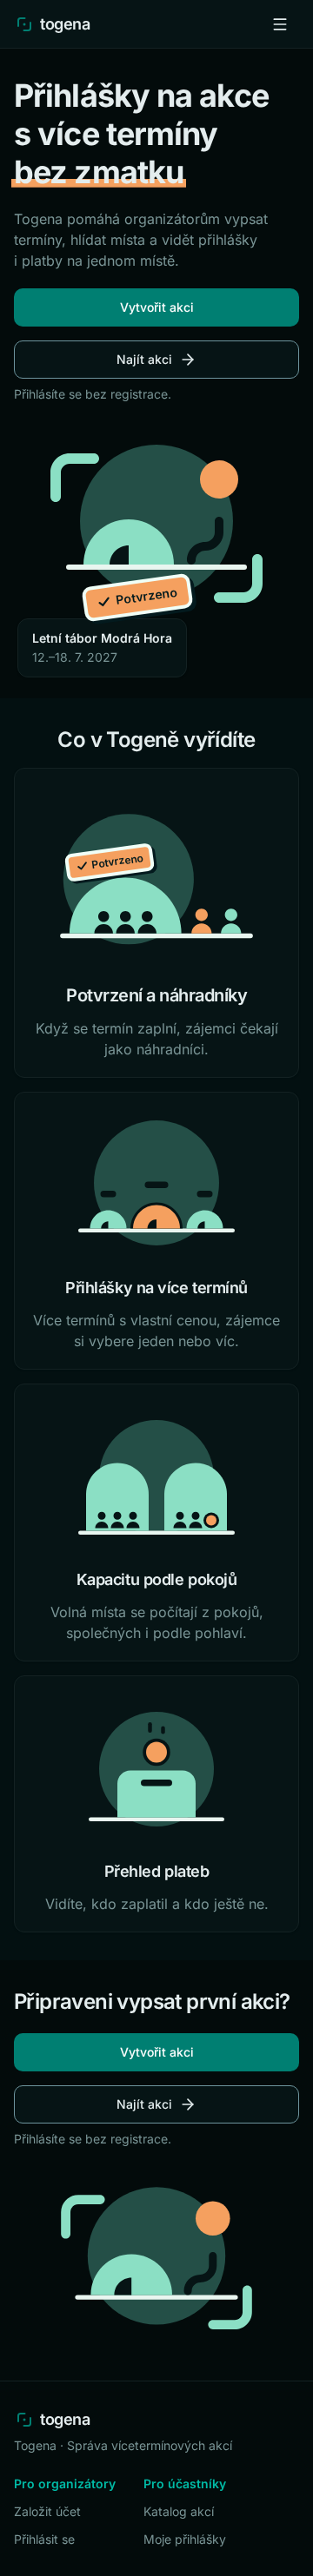 togena
Přihlášky na akce
s více termíny
bez zmatku
Togena pomáhá organizátorům vypsat
termíny, hlídat místa a vidět přihlášky
i platby na jednom místě.
Vytvořit akci
Najít akci
Přihlásíte se bez registrace.
Potvrzeno
Letní tábor Modrá Hora
12.–18. 7. 2027
Co v Togeně vyřídíte
Potvrzeno
Potvrzení a náhradníky
Když se termín zaplní, zájemci čekají
jako náhradníci.
Přihlášky na více termínů
Více termínů s vlastní cenou, zájemce
si vybere jeden nebo víc.
Kapacitu podle pokojů
Volná místa se počítají z pokojů,
společných i podle pohlaví.
Přehled plateb
Vidíte, kdo zaplatil a kdo ještě ne.
Připraveni vypsat první akci?
Vytvořit akci
Najít akci
Přihlásíte se bez registrace.
togena
Togena · Správa vícetermínových akcí
Pro organizátory
Pro účastníky
Založit účet
Katalog akcí
Přihlásit se
Moje přihlášky